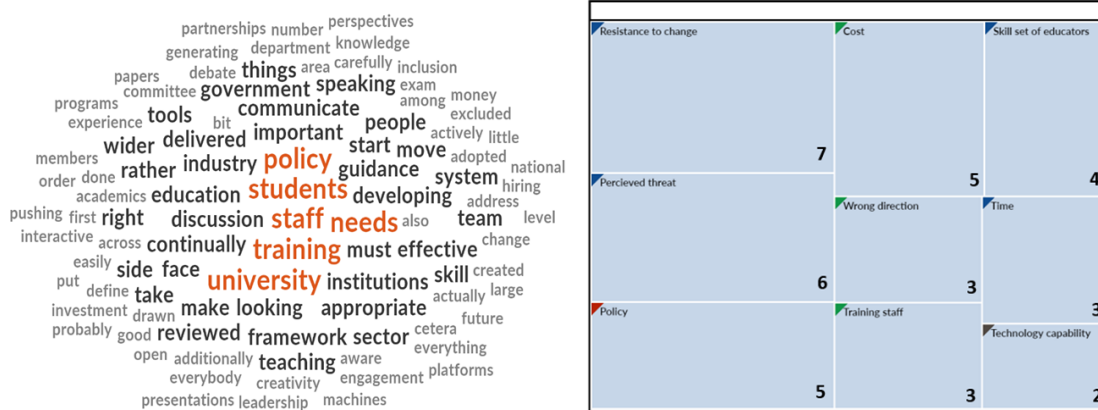 partnerships number perspectives
generating department knowledge
papers debate things area carefully inclusion
committee government speaking exam
programs tools communicate among money
experience bit important people excluded
wider delivered start move actively little
members rather industry policy guidance adopted national
order done students system hiring
academics education developing address
pushing first right discussion staff needs also team level
interactive across continually training must effective change
easily side face university institutions skill created
put define take actually large
investment drawn make looking appropriate future
probably good reviewed framework sector cetera
open additionally teaching aware everything
everybody creativity engagement platforms
presentations leadership machines
Resistance to change
7
Percieved threat
6
Policy
5
Cost
5
Wrong direction
3
Training staff
3
Skill set of educators
4
Time
3
Technology capability
2